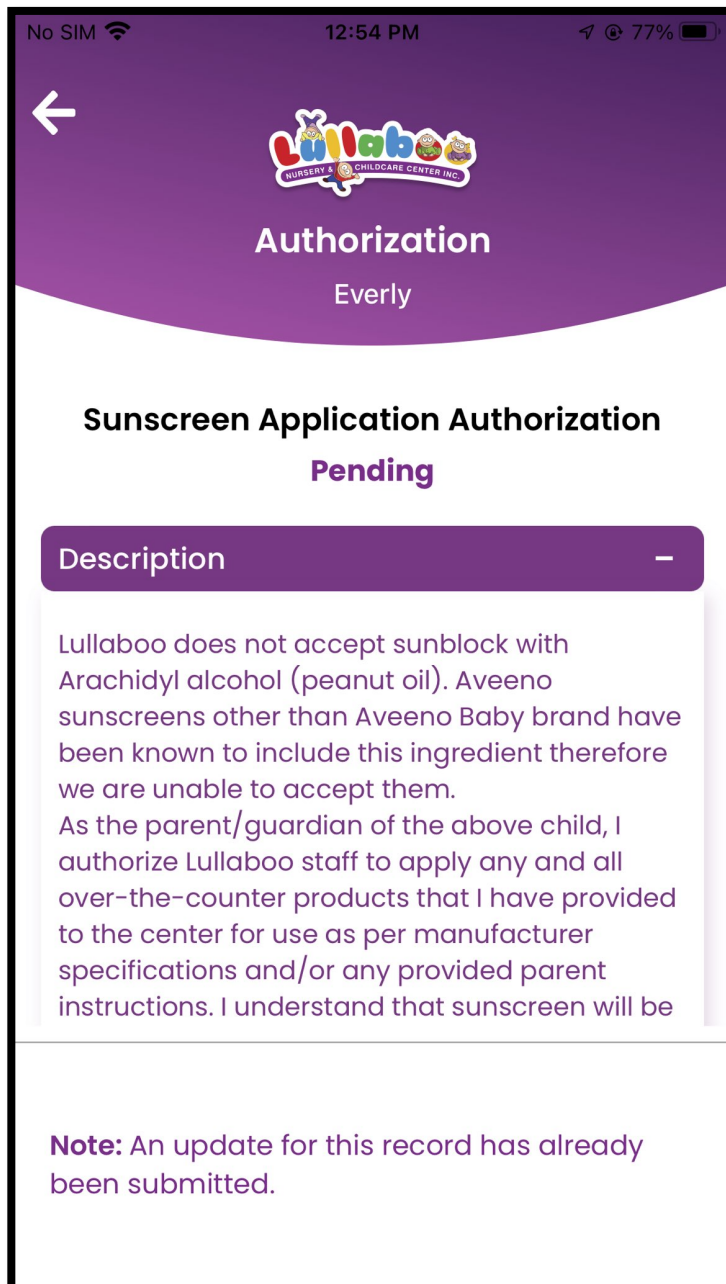 No SIM
12:54 PM
77%
Lullaboo
NURSERY & CHILDCARE CENTER INC.
Authorization
Everly
Sunscreen Application Authorization
Pending
Description
Lullaboo does not accept sunblock with
Arachidyl alcohol (peanut oil). Aveeno
sunscreens other than Aveeno Baby brand have
been known to include this ingredient therefore
we are unable to accept them.
As the parent/guardian of the above child, I
authorize Lullaboo staff to apply any and all
over-the-counter products that I have provided
to the center for use as per manufacturer
specifications and/or any provided parent
instructions. I understand that sunscreen will be
Note: An update for this record has already
been submitted.